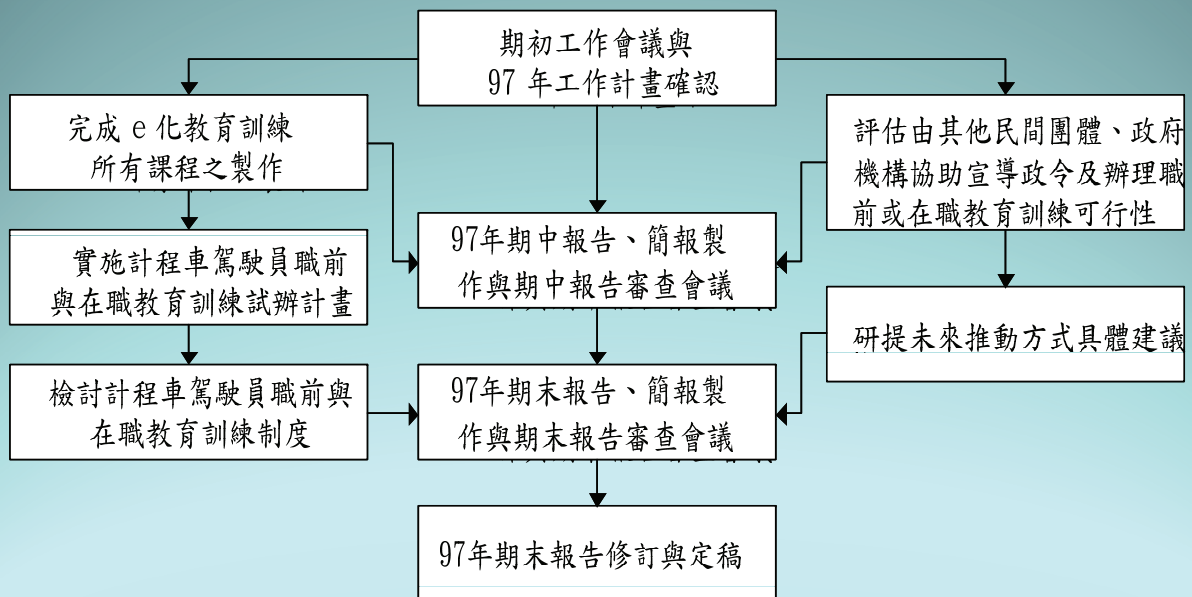 期初工作會議與
97 年工作計畫確認
完成 e 化教育訓練
所有課程之製作
評估由其他民間團體、政府
機構協助宣導政令及辦理職
前或在職教育訓練可行性
實施計程車駕駛員職前
與在職教育訓練試辦計畫
97年期中報告、簡報製
作與期中報告審查會議
研提未來推動方式具體建議
檢討計程車駕駛員職前與
在職教育訓練制度
97年期末報告、簡報製
作與期末報告審查會議
97年期末報告修訂與定稿